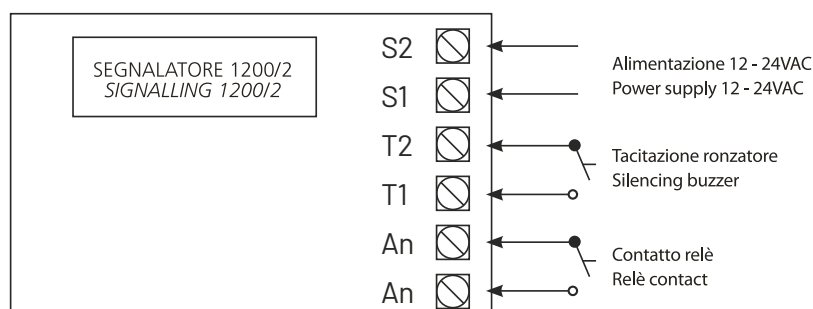 SEGNALATORE 1200/2
SIGNALLING 1200/2
S2
S1
T2
T1
An
An
Alimentazione 12 - 24VAC
Power supply 12 - 24VAC
Tacitazione ronzatore
Silencing buzzer
Contatto relè
Relè contact